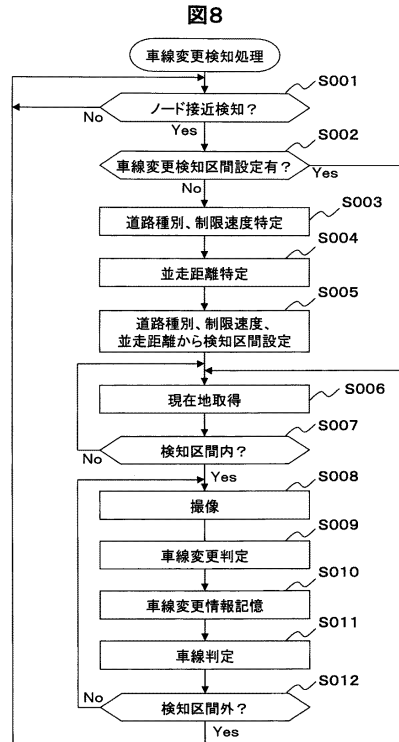 図8
車線変更検知処理
S001
ノード接近検知?
No
Yes
S002
車線変更検知区間設定有?
Yes
No
S003
道路種別、制限速度特定
S004
並走距離特定
S005
道路種別、制限速度、
並走距離から検知区間設定
S006
現在地取得
S007
検知区間内?
No
Yes
S008
撮像
S009
車線変更判定
S010
車線変更情報記憶
S011
車線判定
S012
検知区間外?
No
Yes